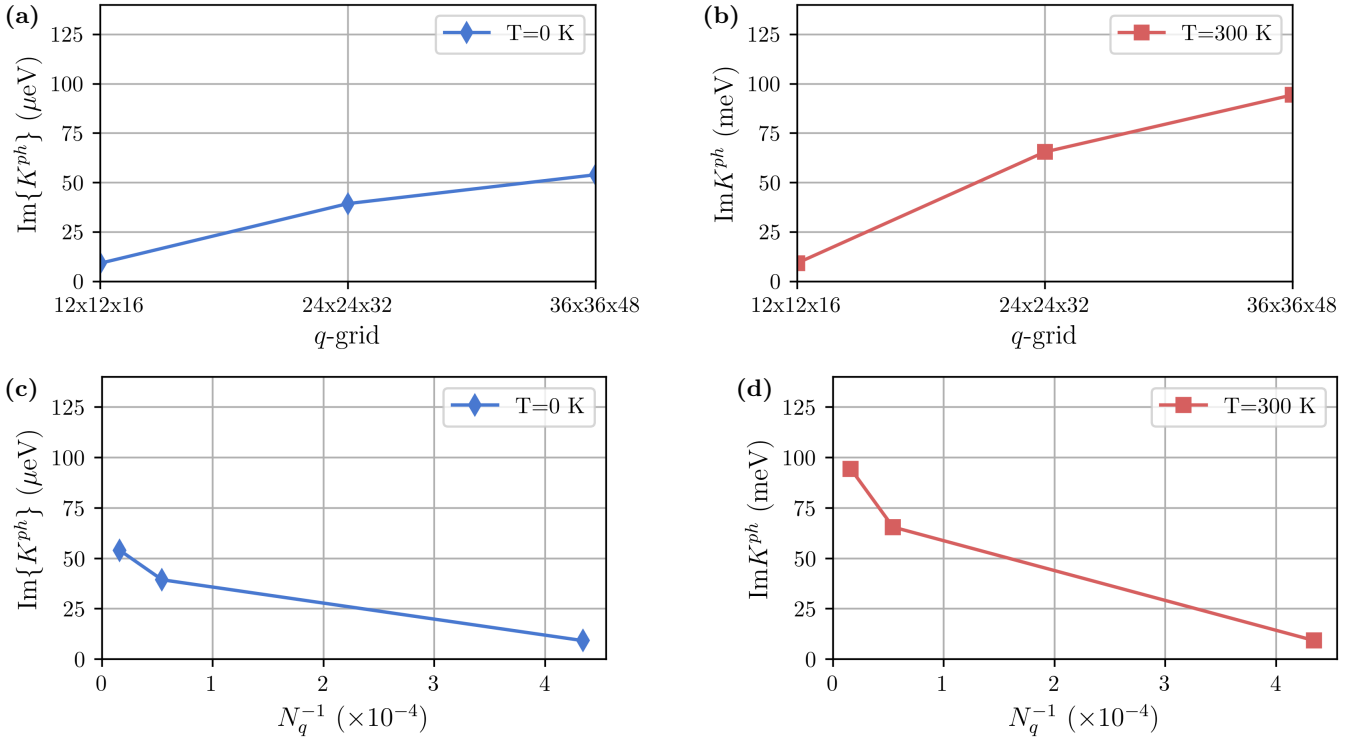 (a)
125
100
75
50
25
0
Im{K^{ph}} (μeV)
T=0 K
12x12x16 24x24x32 36x36x48
q-grid
(b)
125
100
75
50
25
0
ImK^{ph} (meV)
T=300 K
12x12x16 24x24x32 36x36x48
q-grid
(c)
125
100
75
50
25
0
Im{K^{ph}} (μeV)
T=0 K
0 1 2 3 4
N_q^{-1} (×10^{-4})
(d)
125
100
75
50
25
0
ImK^{ph} (meV)
T=300 K
0 1 2 3 4
N_q^{-1} (×10^{-4})